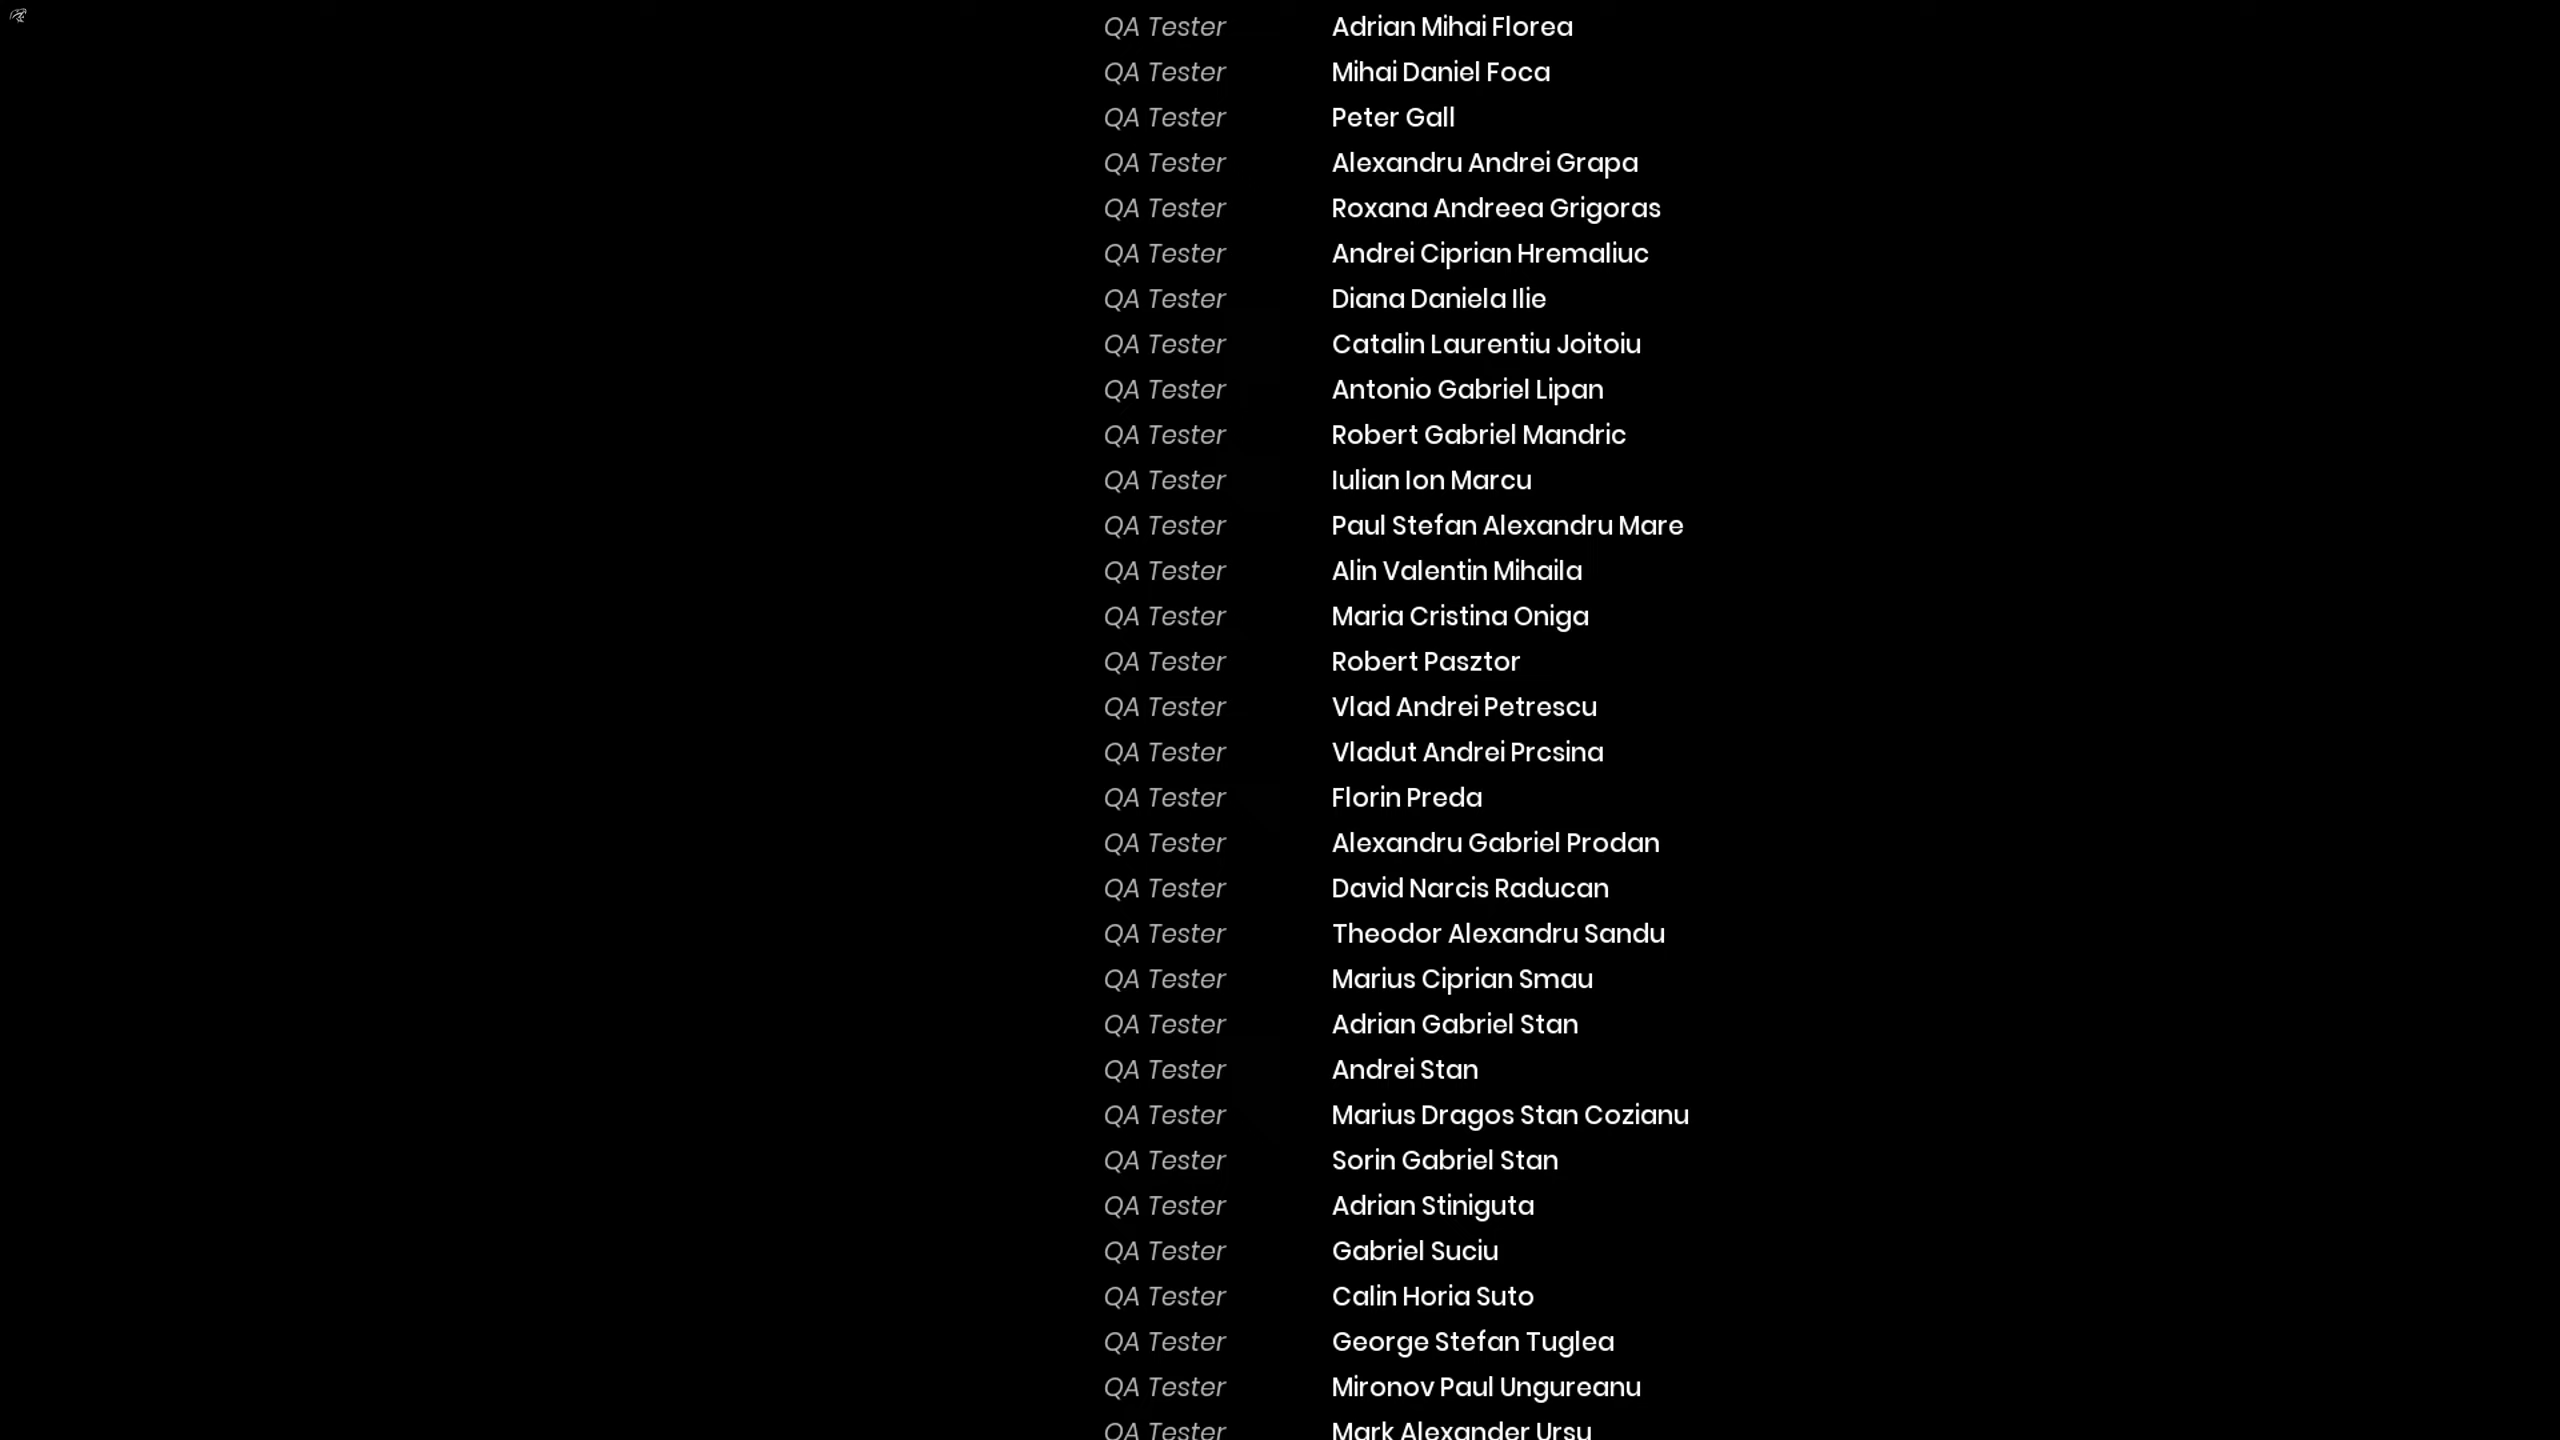 QA Tester Adrian Mihai Florea
QA Tester Mihai Daniel Foca
QA Tester Peter Gall
QA Tester Alexandru Andrei Grapa
QA Tester Roxana Andreea Grigoras
QA Tester Andrei Ciprian Hremaliuc
QA Tester Diana Daniela Ilie
QA Tester Catalin Laurentiu Joitoiu
QA Tester Antonio Gabriel Lipan
QA Tester Robert Gabriel Mandric
QA Tester Iulian Ion Marcu
QA Tester Paul Stefan Alexandru Mare
QA Tester Alin Valentin Mihaila
QA Tester Maria Cristina Oniga
QA Tester Robert Pasztor
QA Tester Vlad Andrei Petrescu
QA Tester Vladut Andrei Prcsina
QA Tester Florin Preda
QA Tester Alexandru Gabriel Prodan
QA Tester David Narcis Raducan
QA Tester Theodor Alexandru Sandu
QA Tester Marius Ciprian Smau
QA Tester Adrian Gabriel Stan
QA Tester Andrei Stan
QA Tester Marius Dragos Stan Cozianu
QA Tester Sorin Gabriel Stan
QA Tester Adrian Stiniguta
QA Tester Gabriel Suciu
QA Tester Calin Horia Suto
QA Tester George Stefan Tuglea
QA Tester Mironov Paul Ungureanu
QA Tester Mark Alexander Ursu